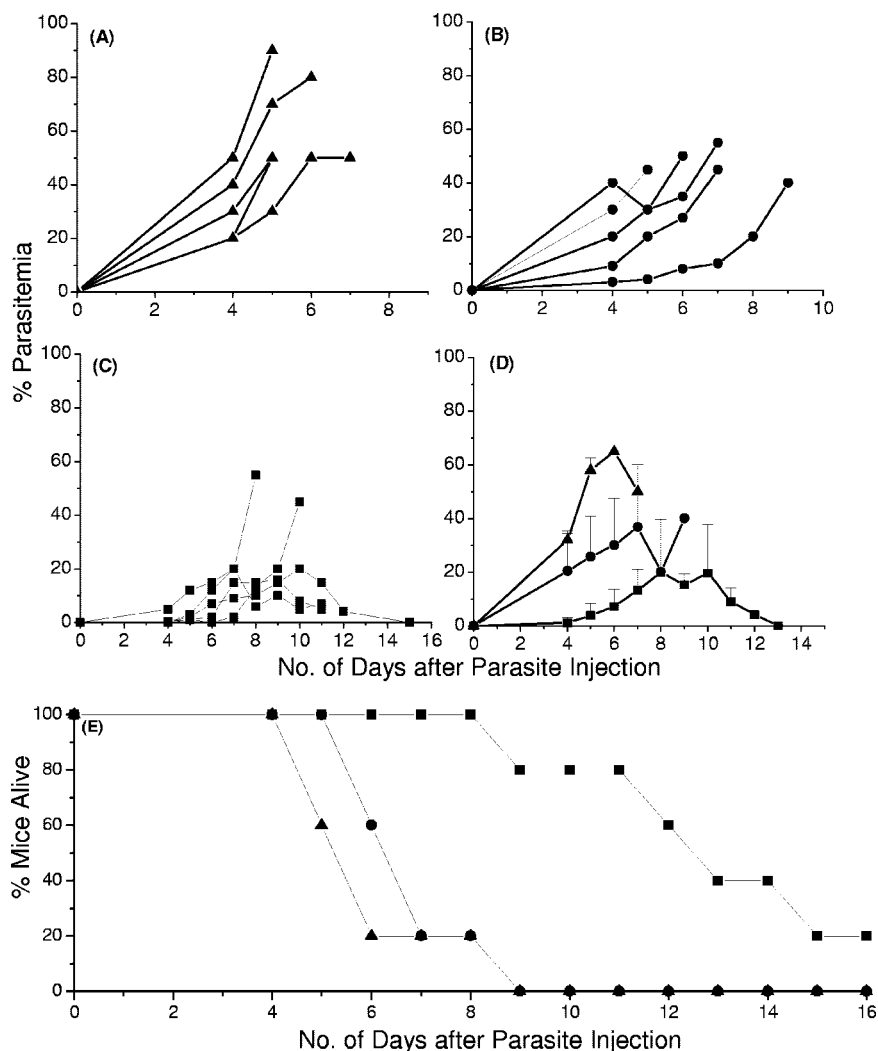 (A)
100
80
60
40
20
0
0 2 4 6 8
(B)
100
80
60
40
20
0
0 2 4 6 8 10
% Parasitemia
(C)
100
80
60
40
20
0
0 2 4 6 8 10 12 14 16
(D)
100
80
60
40
20
0
0 2 4 6 8 10 12 14
No. of Days after Parasite Injection
(E)
% Mice Alive
100
80
60
40
20
0
0 2 4 6 8 10 12 14 16
No. of Days after Parasite Injection